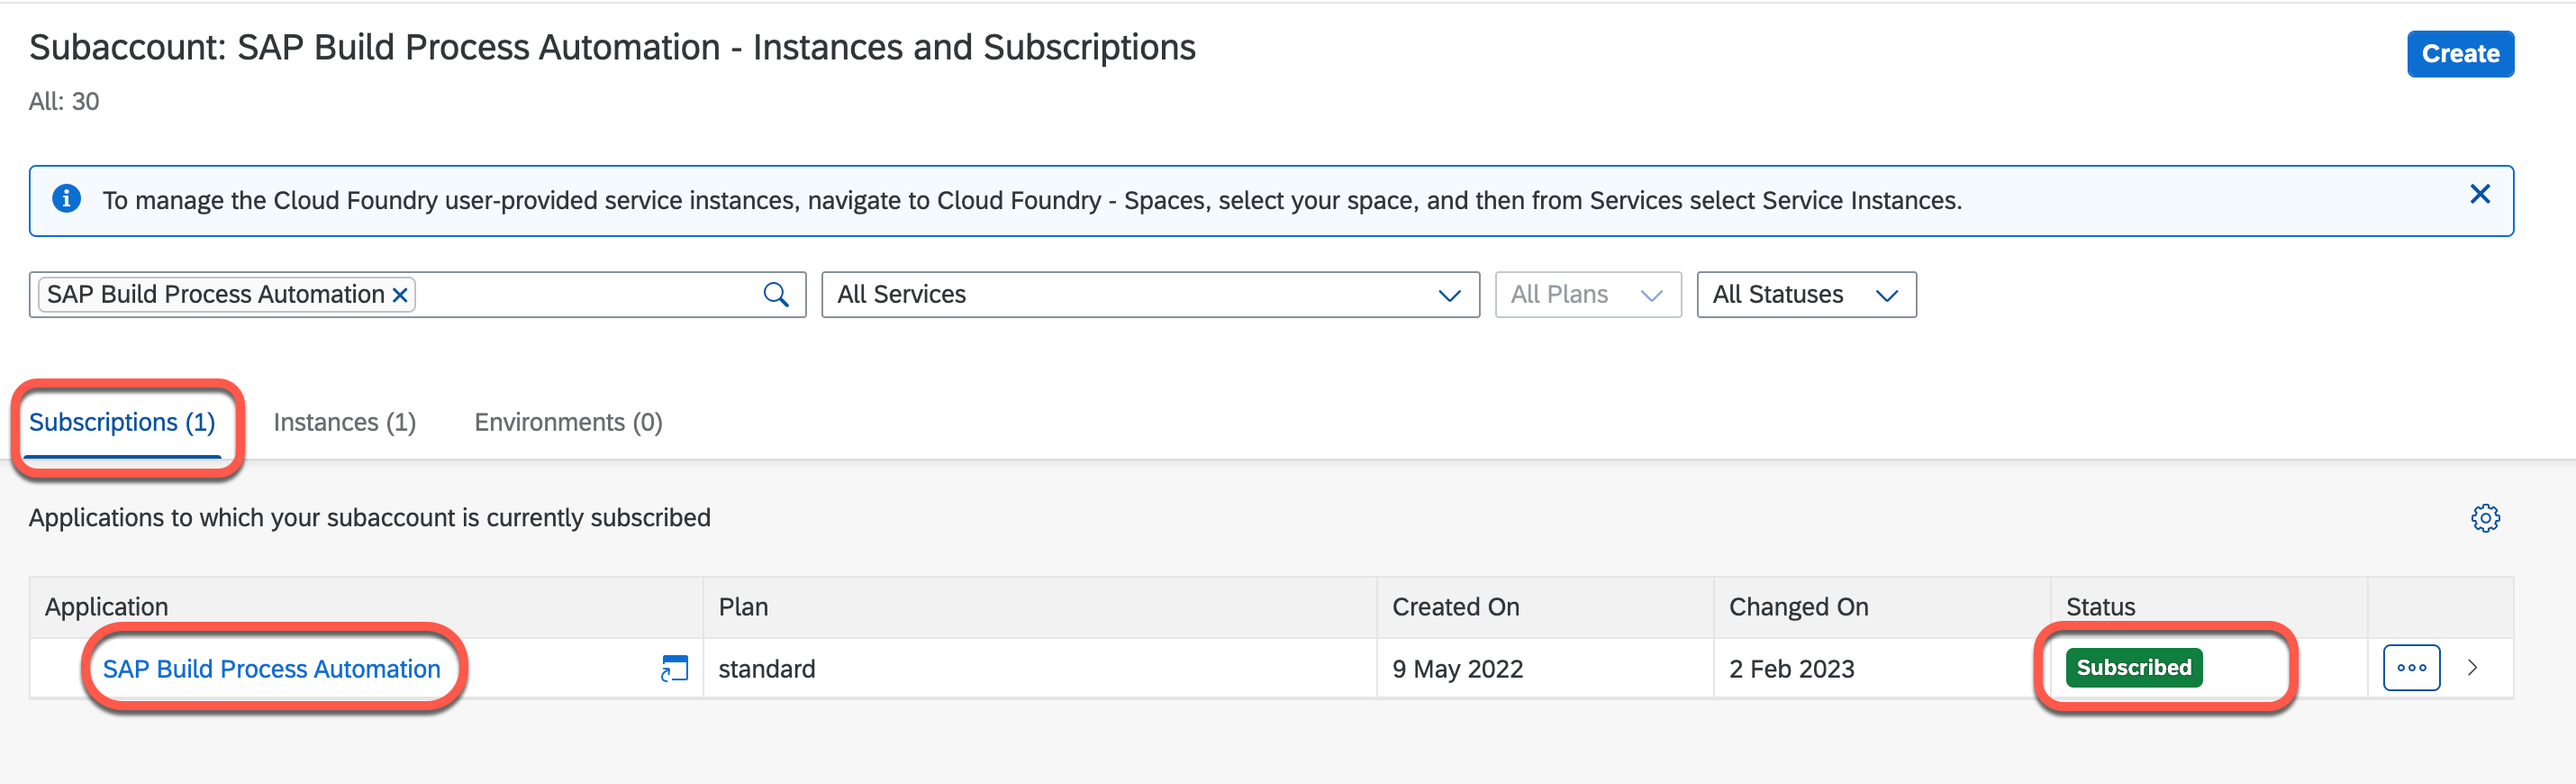 Subaccount: SAP Build Process Automation - Instances and Subscriptions
Create
All: 30
To manage the Cloud Foundry user-provided service instances, navigate to Cloud Foundry - Spaces, select your space, and then from Services select Service Instances.
SAP Build Process Automation
All Services
All Plans
All Statuses
Subscriptions (1)
Instances (1)
Environments (0)
Applications to which your subaccount is currently subscribed
Application
Plan
Created On
Changed On
Status
SAP Build Process Automation
standard
9 May 2022
2 Feb 2023
Subscribed